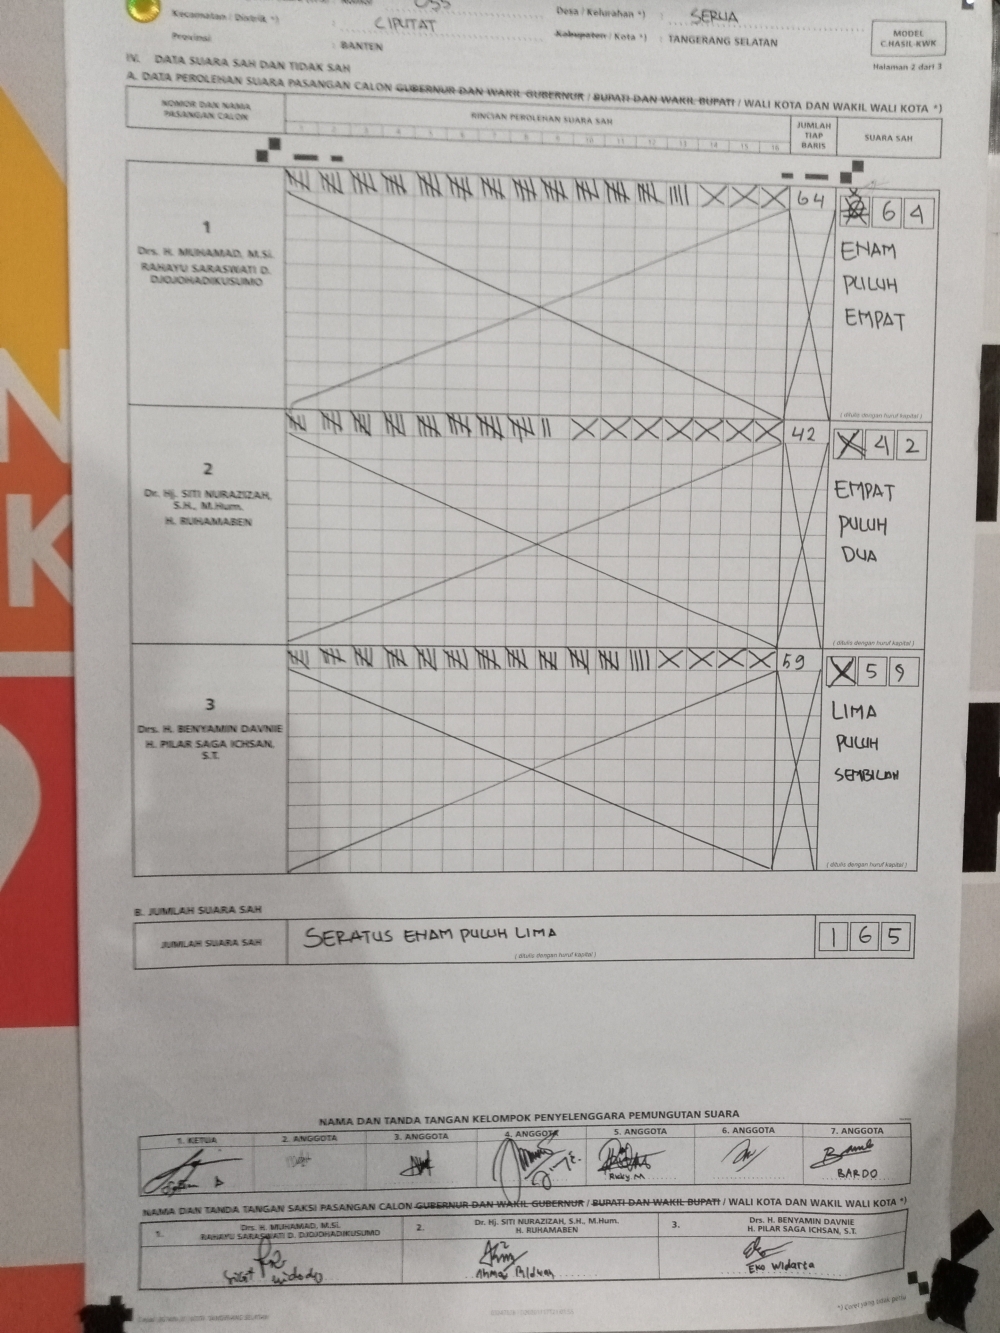 055
Kecamatan / Distrik *) : CIPUTAT
Desa / Kelurahan *) : SERUA
Provinsi : BANTEN
Kabupaten / Kota *) : TANGERANG SELATAN
MODEL
C.HASIL-KWK
Halaman 2 dari 3
IV. DATA SUARA SAH DAN TIDAK SAH
A. DATA PEROLEHAN SUARA PASANGAN CALON GUBERNUR DAN WAKIL GUBERNUR / BUPATI DAN WAKIL BUPATI / WALI KOTA DAN WAKIL WALI KOTA *)
NOMOR DAN NAMA
PASANGAN CALON
RINCIAN PEROLEHAN SUARA SAH
1 2 3 4 5 6 7 8 9 10 11 12 13 14 15 16
JUMLAH
TIAP
BARIS
SUARA SAH
1
Drs. H. MUHAMAD, M.Si.
RAHAYU SARASWATI D.
DJOJOHADIKUSUMO
64
X 6 4
ENAM
PULUH
EMPAT
( ditulis dengan huruf kapital )
2
Dr. Hj. SITI NURAZIZAH,
S.H., M.Hum.
H. RUHAMABEN
42
X 4 2
EMPAT
PULUH
DUA
( ditulis dengan huruf kapital )
3
Drs. H. BENYAMIN DAVNIE
H. PILAR SAGA ICHSAN,
S.T.
59
X 5 9
LIMA
PULUH
SEMBILAN
( ditulis dengan huruf kapital )
B. JUMLAH SUARA SAH
JUMLAH SUARA SAH
SERATUS ENAM PULUH LIMA
( ditulis dengan huruf kapital )
1 6 5
NAMA DAN TANDA TANGAN KELOMPOK PENYELENGGARA PEMUNGUTAN SUARA
1. KETUA 2. ANGGOTA 3. ANGGOTA 4. ANGGOTA 5. ANGGOTA 6. ANGGOTA 7. ANGGOTA
Ricky M
BARDO
NAMA DAN TANDA TANGAN SAKSI PASANGAN CALON GUBERNUR DAN WAKIL GUBERNUR / BUPATI DAN WAKIL BUPATI / WALI KOTA DAN WAKIL WALI KOTA *)
1. Drs. H. MUHAMAD, M.Si.
RAHAYU SARASWATI D. DJOJOHADIKUSUMO
2. Dr. Hj. SITI NURAZIZAH, S.H., M.Hum.
H. RUHAMABEN
3. Drs. H. BENYAMIN DAVNIE
H. PILAR SAGA ICHSAN, S.T.
Eko Widarta
*) Coret yang tidak perlu
N
K